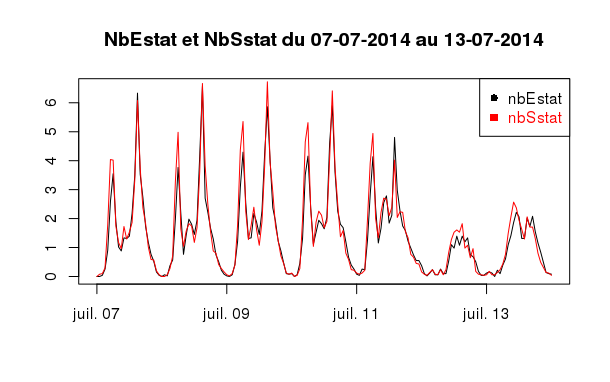 NbEstat et NbSstat du 07-07-2014 au 13-07-2014
nbEstat
nbSstat
6
5
4
3
2
1
0
juil. 07 juil. 09 juil. 11 juil. 13